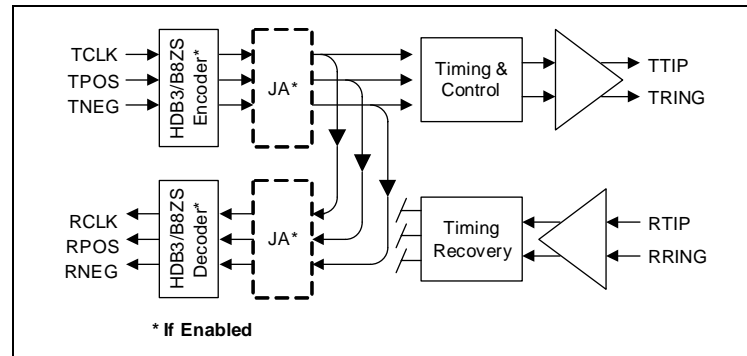 TCLK
TPOS
TNEG
HDB3/B8ZS
Encoder*
JA*
Timing &
Control
TTIP
TRING
RCLK
RPOS
RNEG
HDB3/B8ZS
Decoder*
JA*
Timing
Recovery
RTIP
RRING
* If Enabled